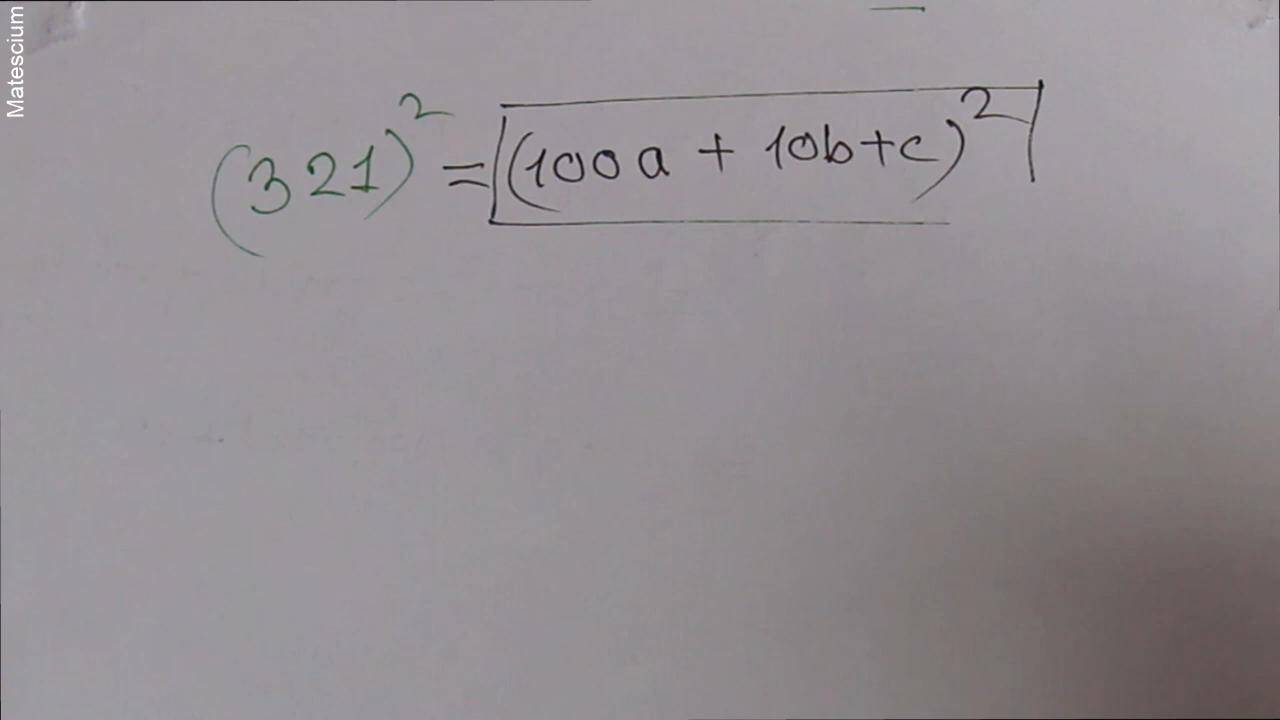 Matescium
(321)² = (100a + 10b+c)²